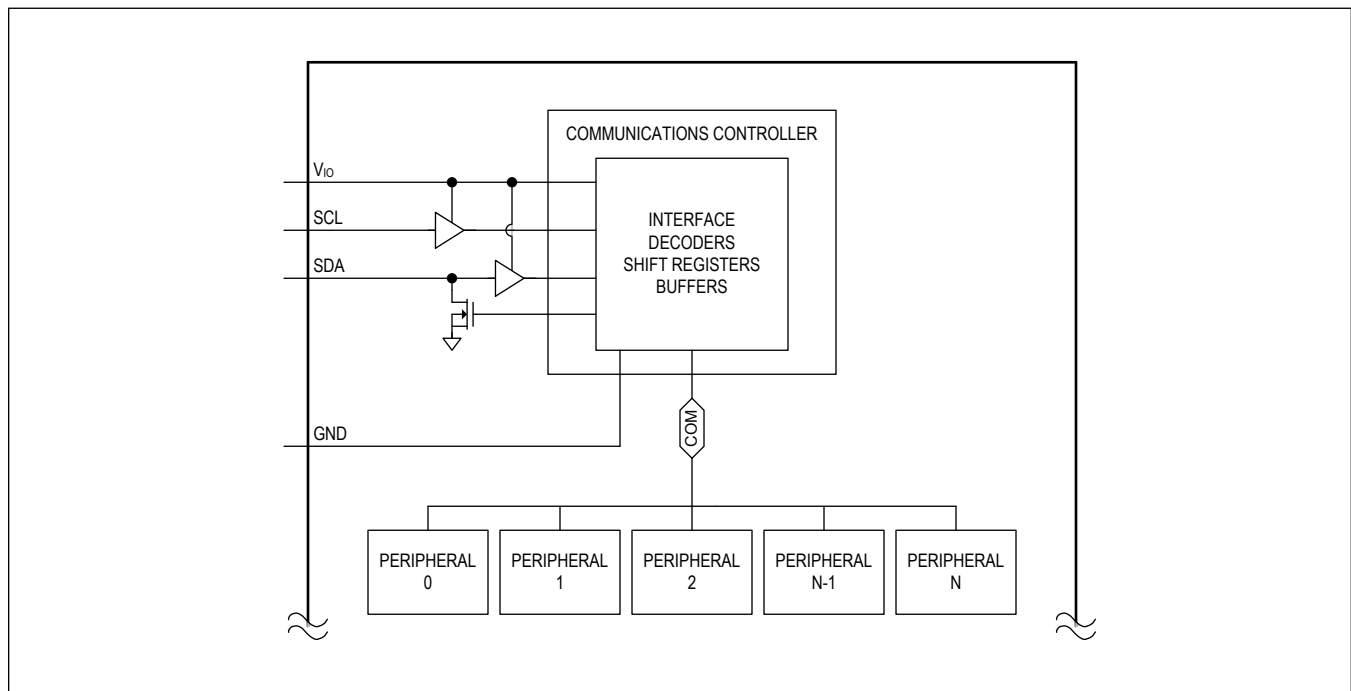 COMMUNICATIONS CONTROLLER
VIO
SCL
SDA
INTERFACE
DECODERS
SHIFT REGISTERS
BUFFERS
GND
COM
PERIPHERAL
0
PERIPHERAL
1
PERIPHERAL
2
PERIPHERAL
N-1
PERIPHERAL
N